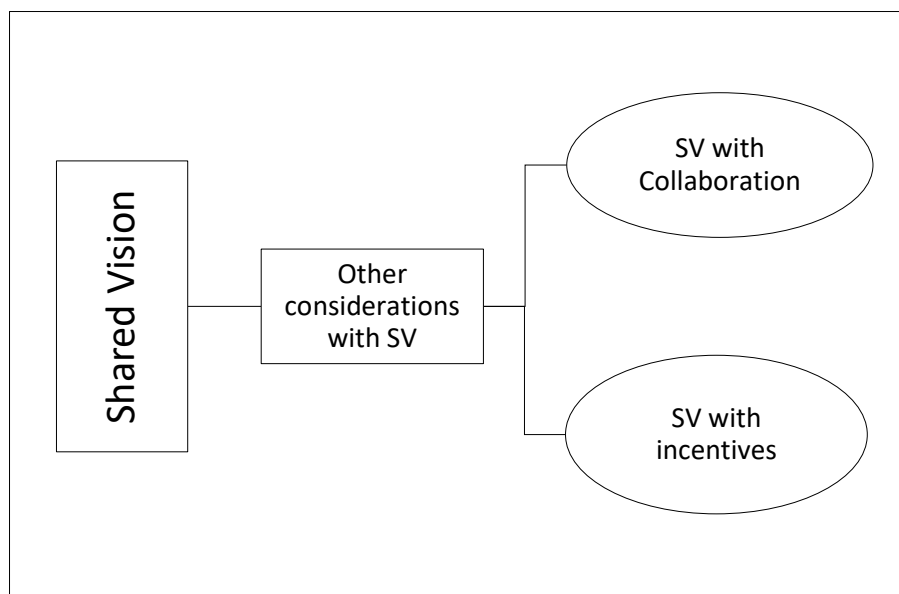 Shared Vision
Other
considerations
with SV
SV with
Collaboration
SV with
incentives